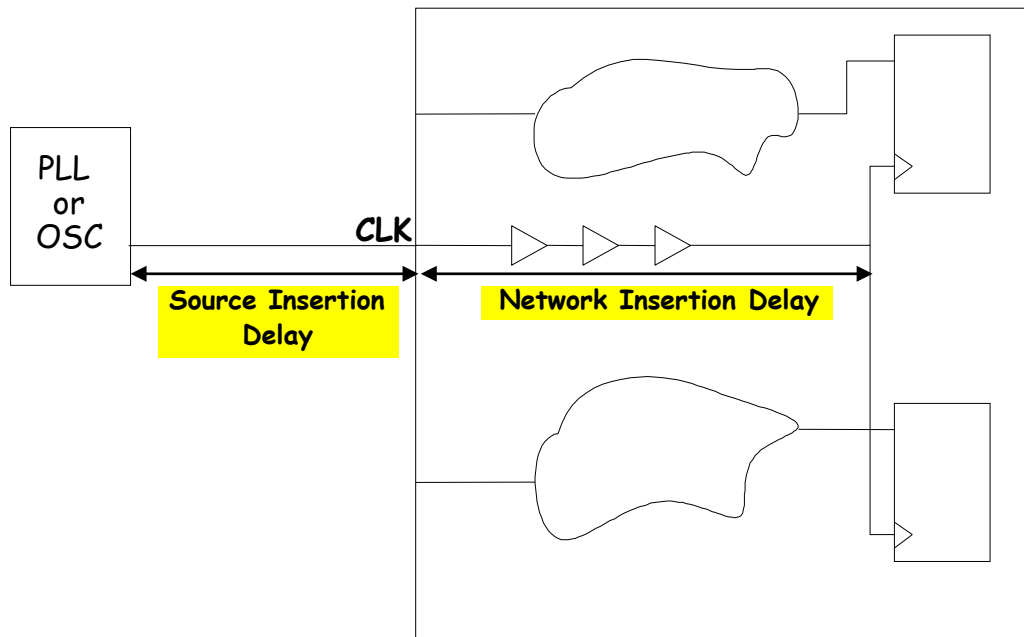 PLL
or
OSC
CLK
Source Insertion
Delay
Network Insertion Delay